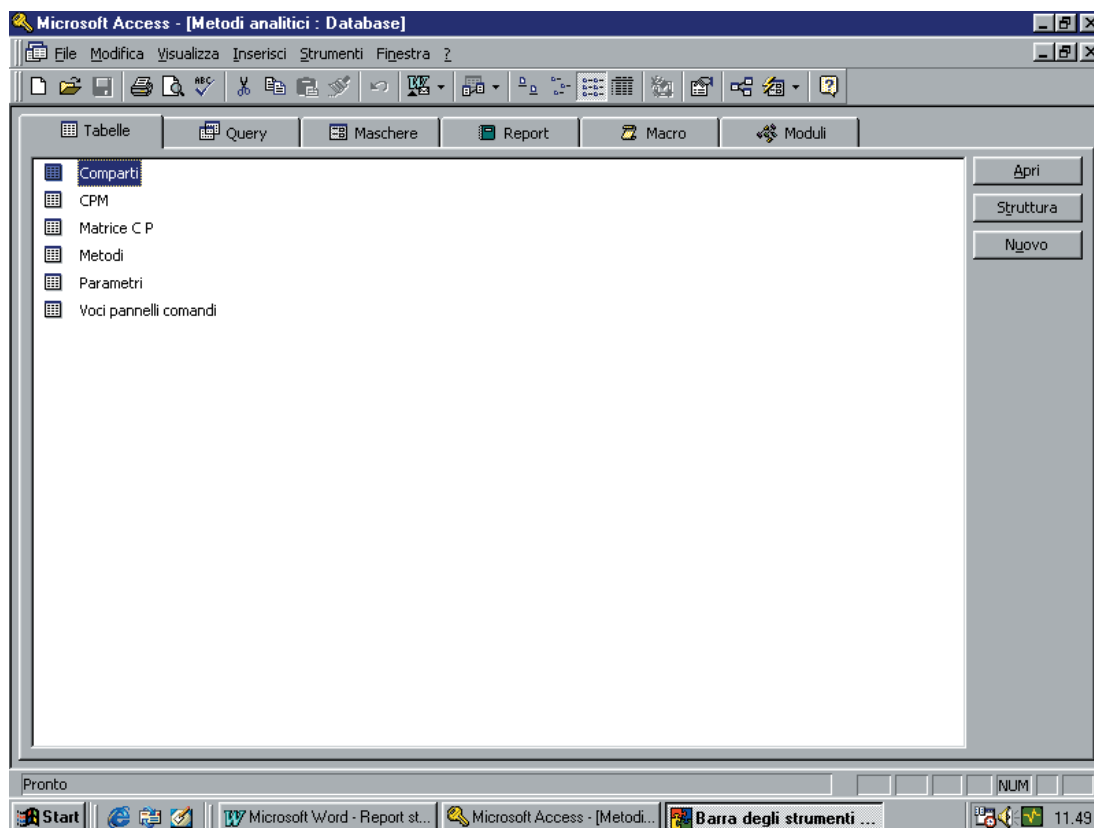 Microsoft Access - [Metodi analitici : Database]
File Modifica Visualizza Inserisci Strumenti Finestra ?
ABC
Tabelle Query Maschere Report Macro Moduli
Comparti Apri
CPM
Matrice C P Struttura
Metodi Nuovo
Parametri
Voci pannelli comandi
Pronto NUM
Start Microsoft Word - Report st... Microsoft Access - [Metodi... Barra degli strumenti ... 11.49